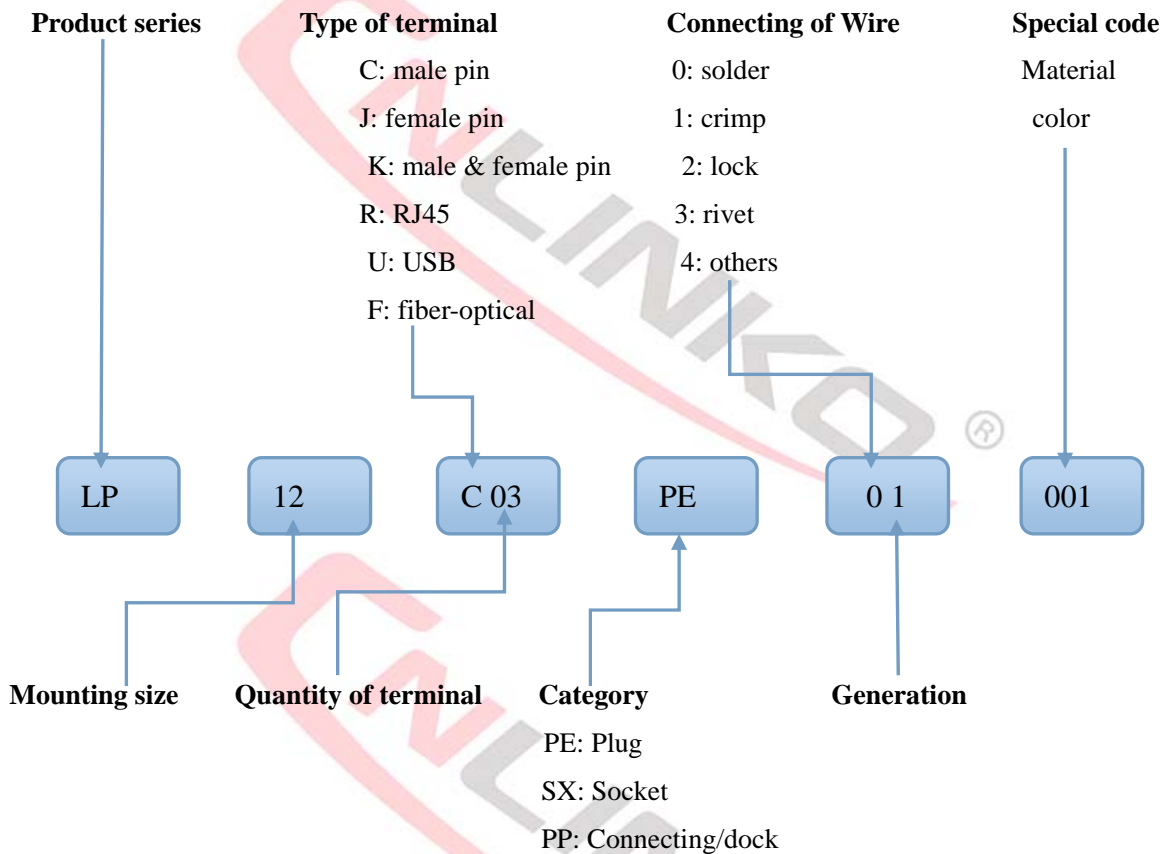 Product series Type of terminal Connecting of Wire Special code
C: male pin 0: solder Material
J: female pin 1: crimp color
K: male & female pin 2: lock
R: RJ45 3: rivet
U: USB 4: others
F: fiber-optical
CNLINKO ®
LP 12 C 03 PE 0 1 001
Mounting size Quantity of terminal Category Generation
PE: Plug
SX: Socket
PP: Connecting/dock
CNLINKO